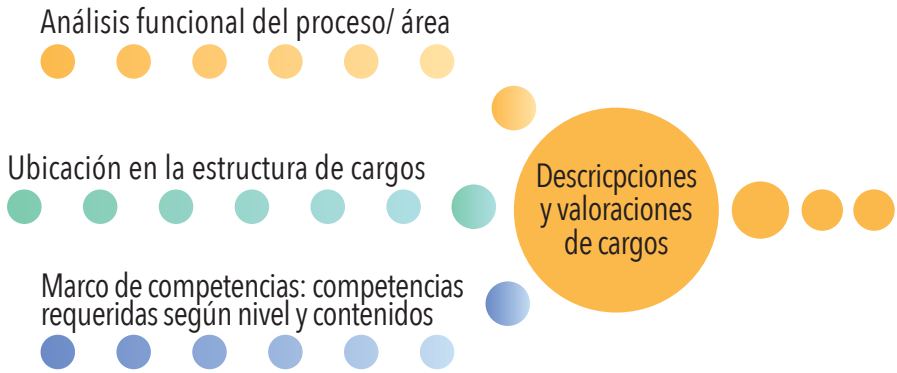 Análisis funcional del proceso/ área
Ubicación en la estructura de cargos
Descricpciones
y valoraciones
de cargos
Marco de competencias: competencias
requeridas según nivel y contenidos